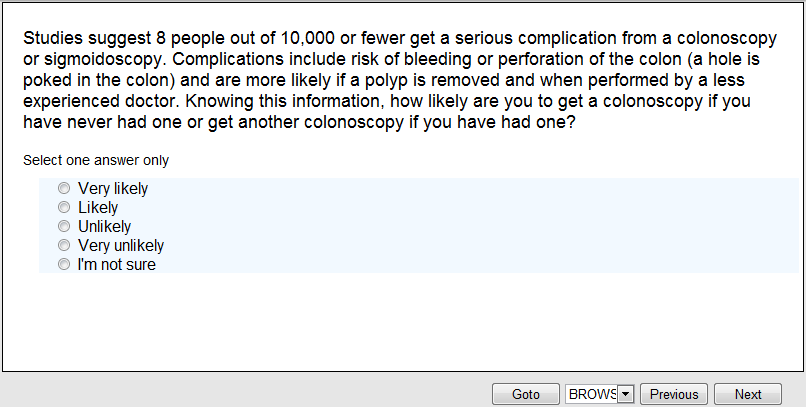 Studies suggest 8 people out of 10,000 or fewer get a serious complication from a colonoscopy
or sigmoidoscopy. Complications include risk of bleeding or perforation of the colon (a hole is
poked in the colon) and are more likely if a polyp is removed and when performed by a less
experienced doctor. Knowing this information, how likely are you to get a colonoscopy if you
have never had one or get another colonoscopy if you have had one?
Select one answer only
Very likely
Likely
Unlikely
Very unlikely
I'm not sure
Goto BROWS Previous Next